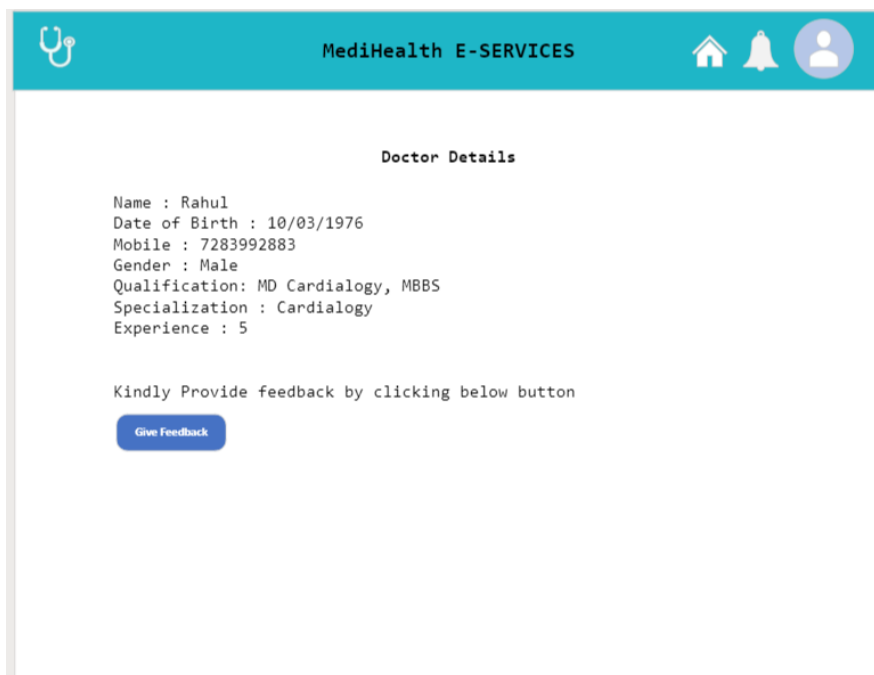 MediHealth E-SERVICES
Doctor Details
Name : Rahul
Date of Birth : 10/03/1976
Mobile : 7283992883
Gender : Male
Qualification: MD Cardialogy, MBBS
Specialization : Cardialogy
Experience : 5
Kindly Provide feedback by clicking below button
Give Feedback